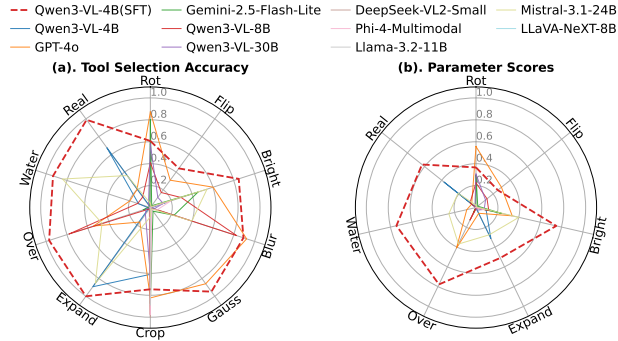 Qwen3-VL-4B(SFT)
Qwen3-VL-4B
GPT-4o
Gemini-2.5-Flash-Lite
Qwen3-VL-8B
Qwen3-VL-30B
DeepSeek-VL2-Small
Phi-4-Multimodal
Llama-3.2-11B
Mistral-3.1-24B
LLaVA-NeXT-8B
(a). Tool Selection Accuracy
Rot
Flip
Bright
Blur
Gauss
Crop
Expand
Over
Water
Real
1.0
0.8
0.6
0.4
0.2
(b). Parameter Scores
Rot
Flip
Bright
Expand
Over
Water
Real
1.0
0.8
0.6
0.4
0.2